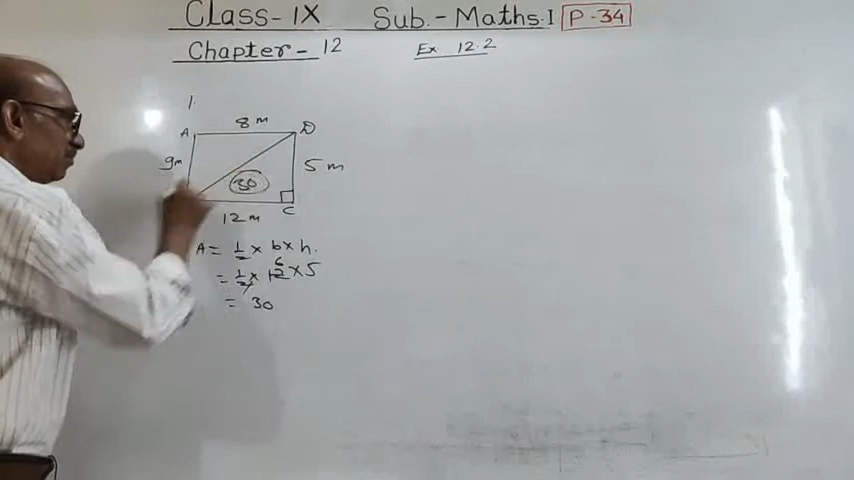 Class-IX Sub.-Maths.I P-34
Chapter-12 Ex 12.2
1.
A 8 m D
9m 30 5 m
12 m C
A = 1/2 × b × h.
= 1/2 × 12 6 × 5
= 30